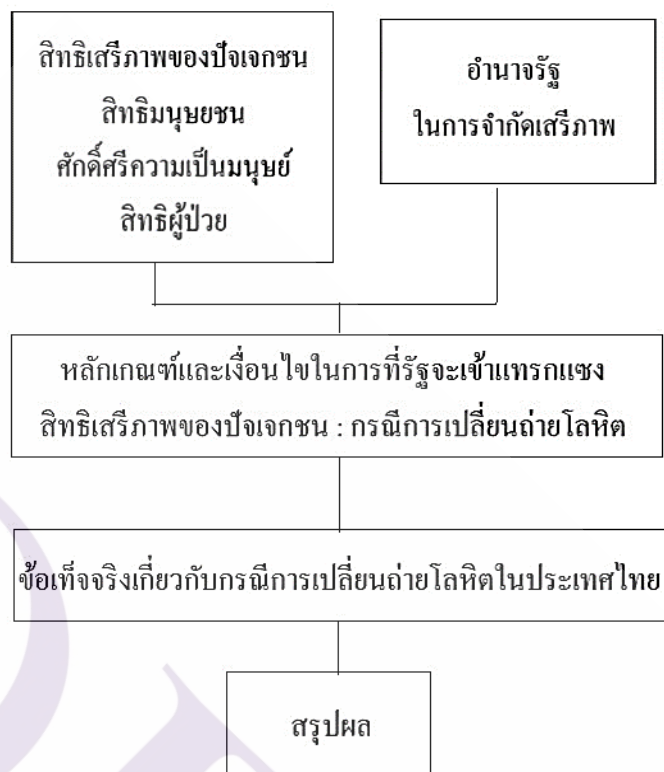 สิทธิเสรีภาพของปัจเจกชน
สิทธิมนุษยชน
ศักดิ์ศรีความเป็นมนุษย์
สิทธิผู้ป่วย
อำนาจรัฐ
ในการจำกัดเสรีภาพ
หลักเกณฑ์และเงื่อนไขในการที่รัฐจะเข้าแทรกแซง
สิทธิเสรีภาพของปัจเจกชน : กรณีการเปลี่ยนถ่ายโลหิต
ข้อเท็จจริงเกี่ยวกับกรณีการเปลี่ยนถ่ายโลหิตในประเทศไทย
สรุปผล